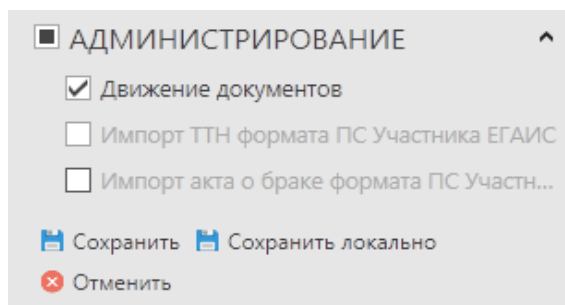 АДМИНИСТРИРОВАНИЕ
Движение документов
Импорт ТТН формата ПС Участника ЕГАИС
Импорт акта о браке формата ПС Участн...
Сохранить Сохранить локально
Отменить